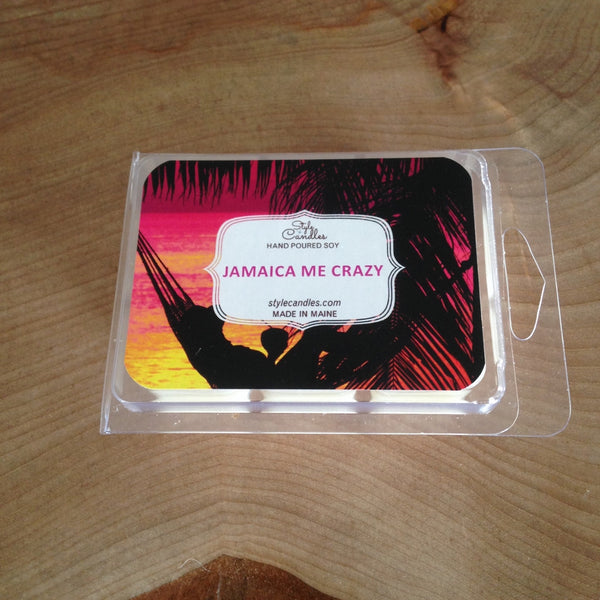 Style
Candles
HAND POURED SOY
JAMAICA ME CRAZY
stylecandles.com
MADE IN MAINE